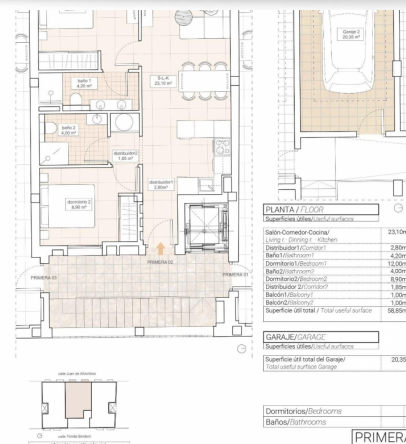 baño 1
4,20 m²
S-L-K
23,10 m²
Garaje 2
20,35 m²
baño 2
4,00 m²
distribuidor2
1,85 m²
distribuidor1
2,80m²
dormitorio 2
8,90 m²
PRIMERA 03
PRIMERA 02
PRIMERA 01
PLANTA / FLOOR
Superficies útiles/Useful surfaces
Salón-Comedor-Cocina/ 23,10m
Living r. Dinning r. Kitchen
Distribuidor1/Corridor1 2,80m
Baño1/Bathroom1 4,20m
Dormitorio1/Bedroom1 12,00m
Baño2/Bathroom2 4,00m
Dormitorio2/Bedroom2 8,90m
Distribuidor 2/Corridor2 1,85m
Balcón1/Balcony1 1,00m
Balcón2/Balcony2 1,00m
Superficie útil total / Total useful surface 58,85m
GARAJE/GARAGE
Superficies útiles/Useful surfaces
Superficie útil total del Garaje/ 20,35
Total useful surface Garage
Dormitorios/Bedrooms
Baños/Bathrooms
PRIMERA